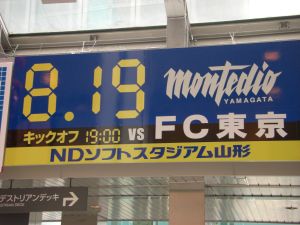 8.19
montedio
YAMAGATA
キックオフ 19:00 VS FC東京
NDソフトスタジアム山形
デストリアンデッキ